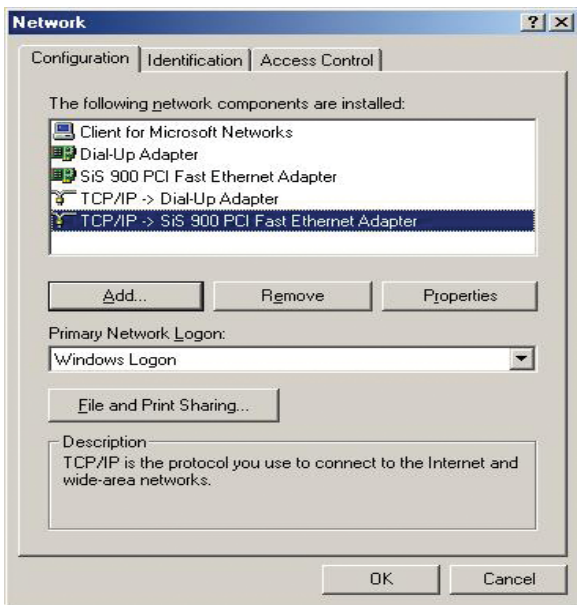 Network
Configuration Identification Access Control
The following network components are installed:
Client for Microsoft Networks
Dial-Up Adapter
SiS 900 PCI Fast Ethernet Adapter
TCP/IP -> Dial-Up Adapter
TCP/IP -> SiS 900 PCI Fast Ethernet Adapter
Add... Remove Properties
Primary Network Logon:
Windows Logon
File and Print Sharing...
Description
TCP/IP is the protocol you use to connect to the Internet and
wide-area networks.
OK Cancel